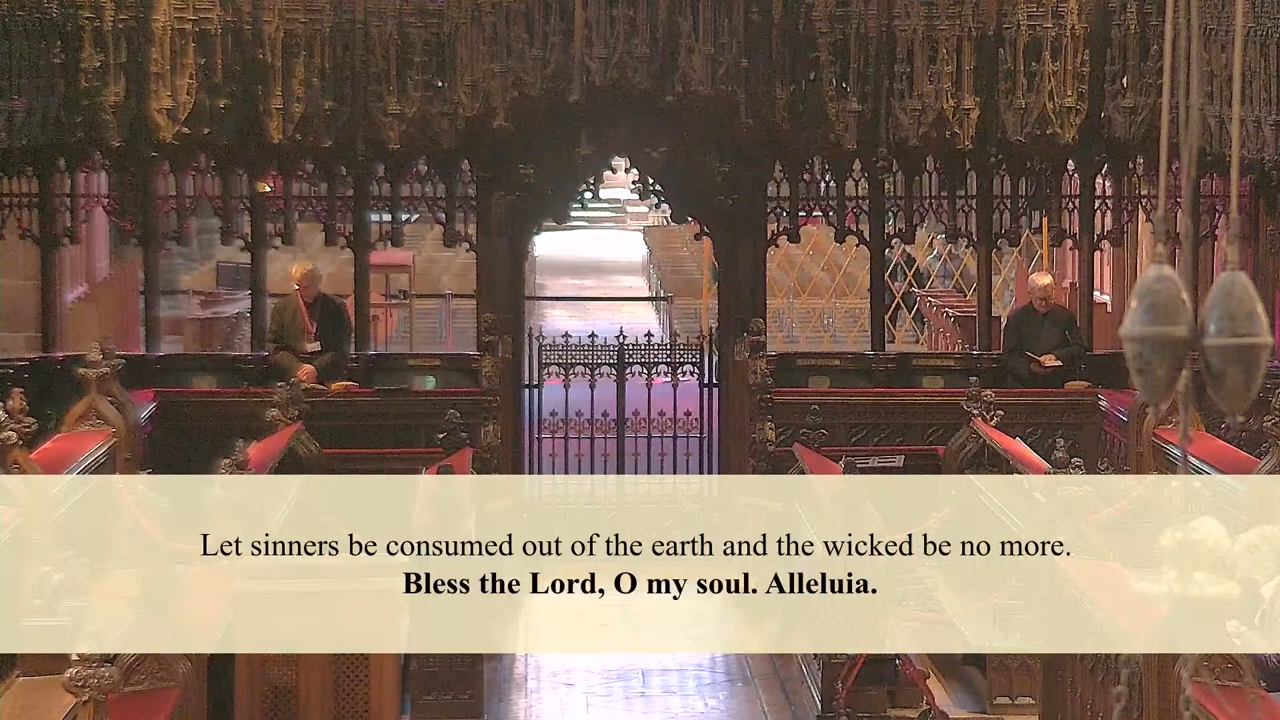 Let sinners be consumed out of the earth and the wicked be no more.
Bless the Lord, O my soul. Alleluia.